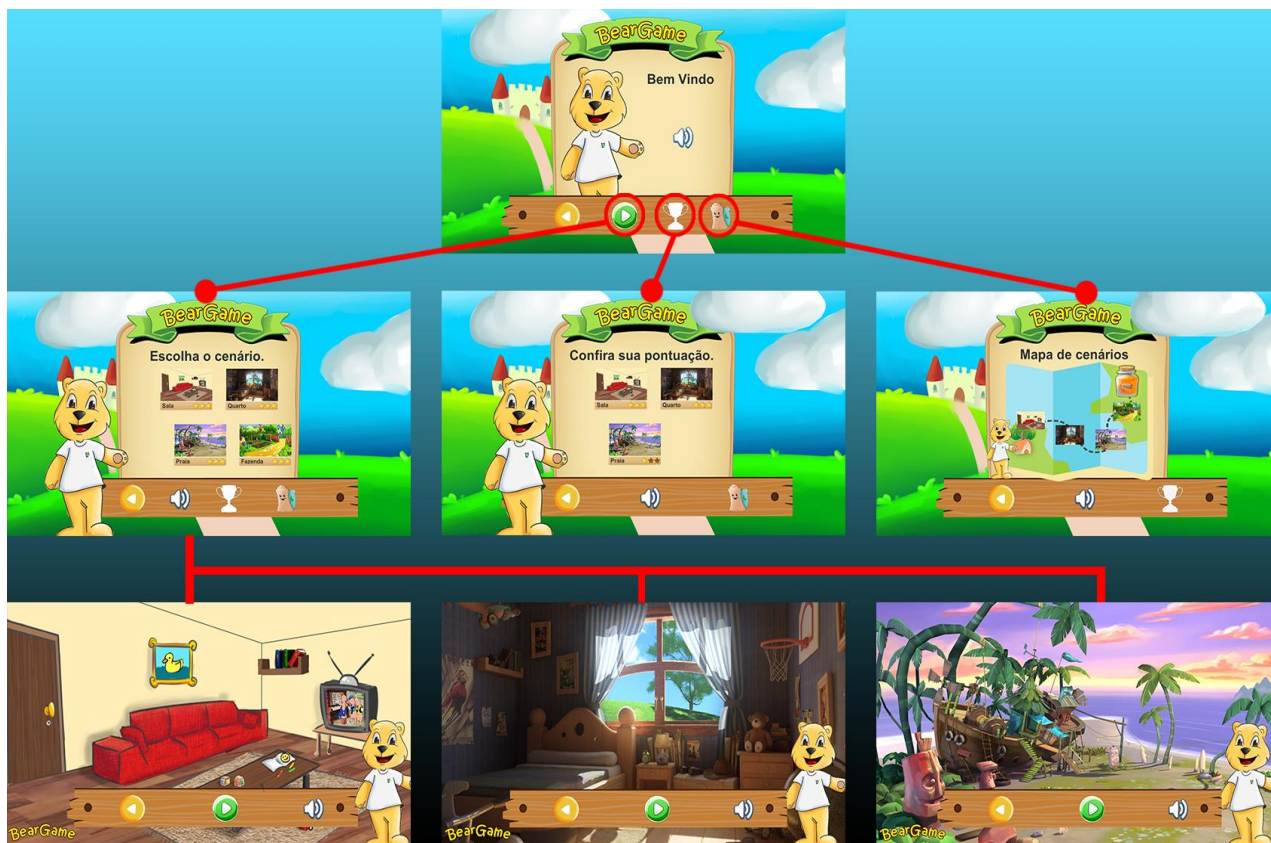 BearGame
Bem Vindo
BearGame
Escolha o cenário.
Sala
Quarto
Praia
Fazenda
BearGame
Confira sua pontuação.
Sala
Quarto
Praia
BearGame
Mapa de cenários
BearGame
BearGame
BearGame